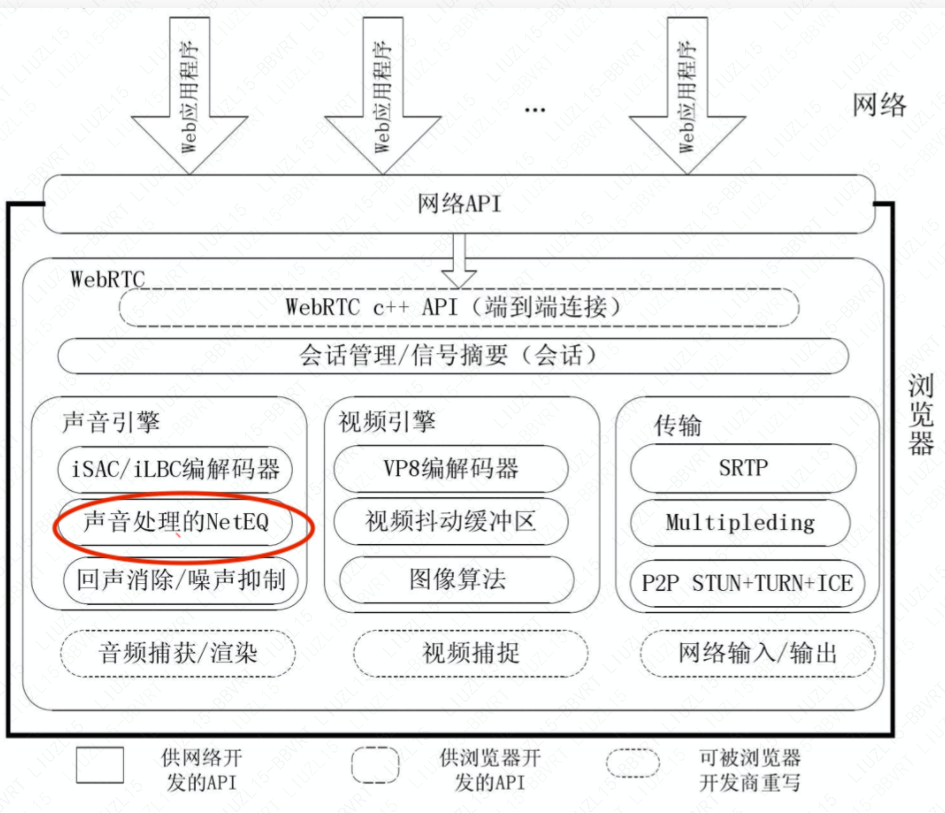 Web应用程序
Web应用程序
...
Web应用程序
网络
网络API
WebRTC
WebRTC c++ API（端到端连接）
会话管理/信号摘要（会话）
浏览器
声音引擎
iSAC/iLBC编解码器
声音处理的NetEQ
回声消除/噪声抑制
音频捕获/渲染
视频引擎
VP8编解码器
视频抖动缓冲区
图像算法
视频捕捉
传输
SRTP
Multipleding
P2P STUN+TURN+ICE
网络输入/输出
供网络开
发的API
供浏览器开
发的API
可被浏览器
开发商重写